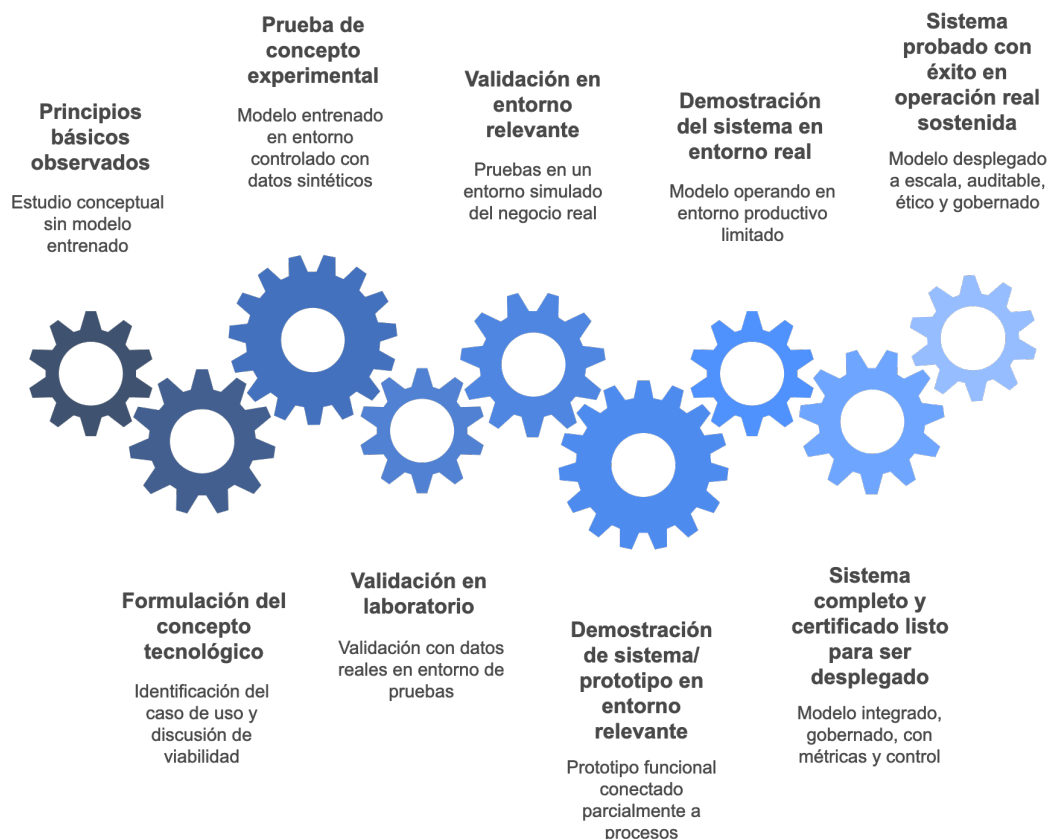 Principios
básicos
observados
Estudio conceptual
sin modelo
entrenado
Formulación del
concepto
tecnológico
Identificación del
caso de uso y
discusión de
viabilidad
Prueba de
concepto
experimental
Modelo entrenado
en entorno
controlado con
datos sintéticos
Validación en
laboratorio
Validación con datos
reales en entorno de
pruebas
Validación en
entorno
relevante
Pruebas en un
entorno simulado
del negocio real
Demostración
de sistema/
prototipo en
entorno
relevante
Prototipo funcional
conectado
parcialmente a
procesos
Demostración
del sistema en
entorno real
Modelo operando en
entorno productivo
limitado
Sistema
completo y
certificado listo
para ser
desplegado
Modelo integrado,
gobernado, con
métricas y control
Sistema
probado con
éxito en
operación real
sostenida
Modelo desplegado
a escala, auditable,
ético y gobernado